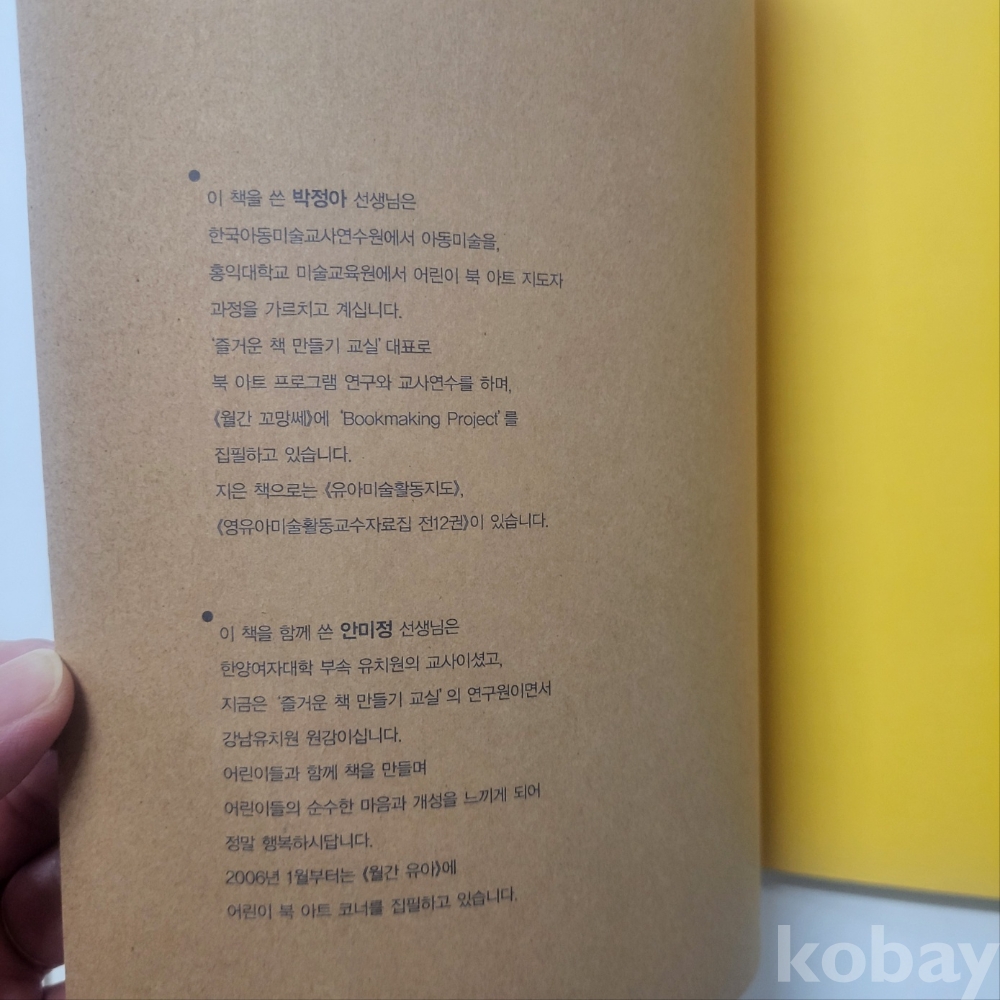 이 책을 쓴 박정아 선생님은
한국아동미술교사연수원에서 아동미술을,
홍익대학교 미술교육원에서 어린이 북 아트 지도자
과정을 가르치고 계십니다.
'즐거운 책 만들기 교실' 대표로
북 아트 프로그램 연구와 교사연수를 하며,
《월간 꼬망쎄》에 'Bookmaking Project'를
집필하고 있습니다.
지은 책으로는 《유아미술활동지도》,
《영유아미술활동교수자료집 전12권》이 있습니다.
이 책을 함께 쓴 안미정 선생님은
한양여자대학 부속 유치원의 교사이셨고,
지금은 '즐거운 책 만들기 교실'의 연구원이면서
강남유치원 원감이십니다.
어린이들과 함께 책을 만들며
어린이들의 순수한 마음과 개성을 느끼게 되어
정말 행복하시답니다.
2006년 1월부터는 《월간 유아》에
어린이 북 아트 코너를 집필하고 있습니다.
kobay